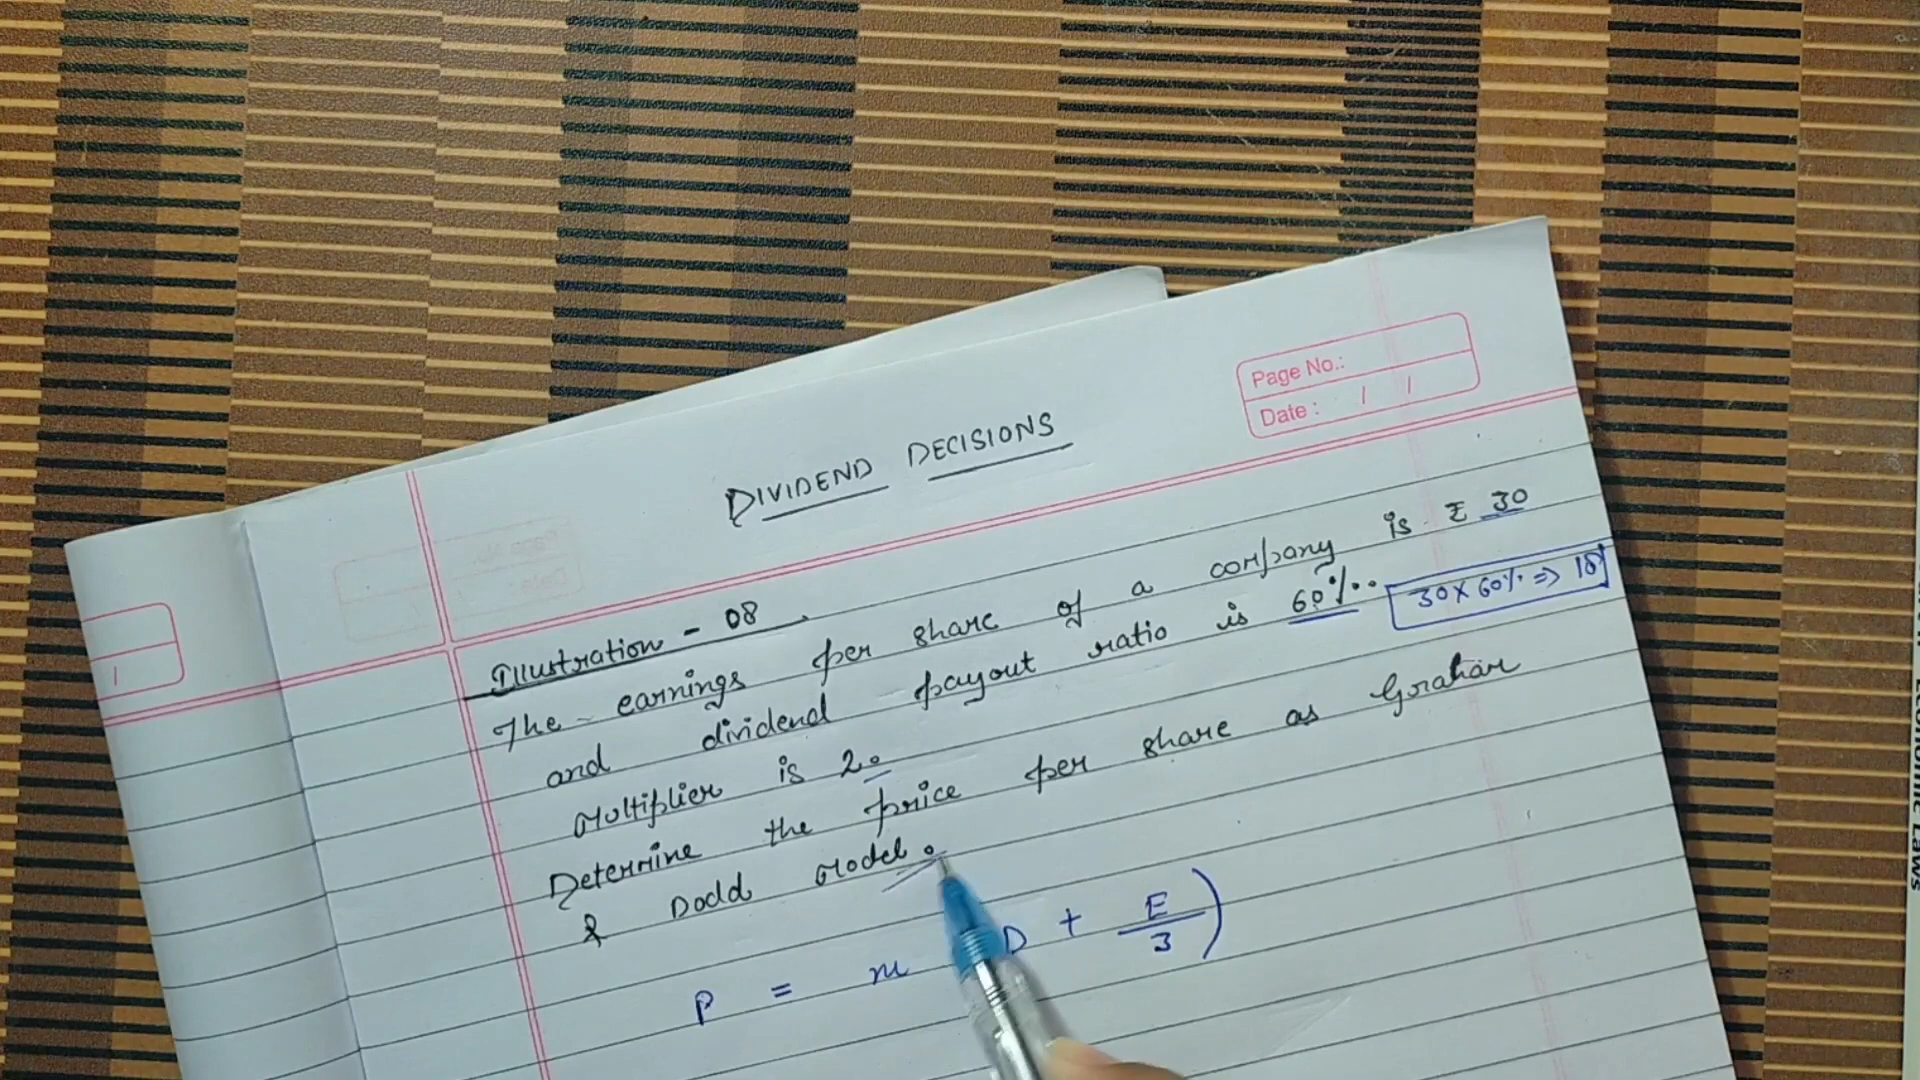 Page No.:
Date: / /
DIVIDEND DECISIONS
Illustration - 08
The earnings per share of a company is ₹ 30
and dividend payout ratio is 60%. 30 x 60% => 18
Multiplier is 2.
Determine the price per share as Graham
& Dodd Model.
P = m D + E/3)